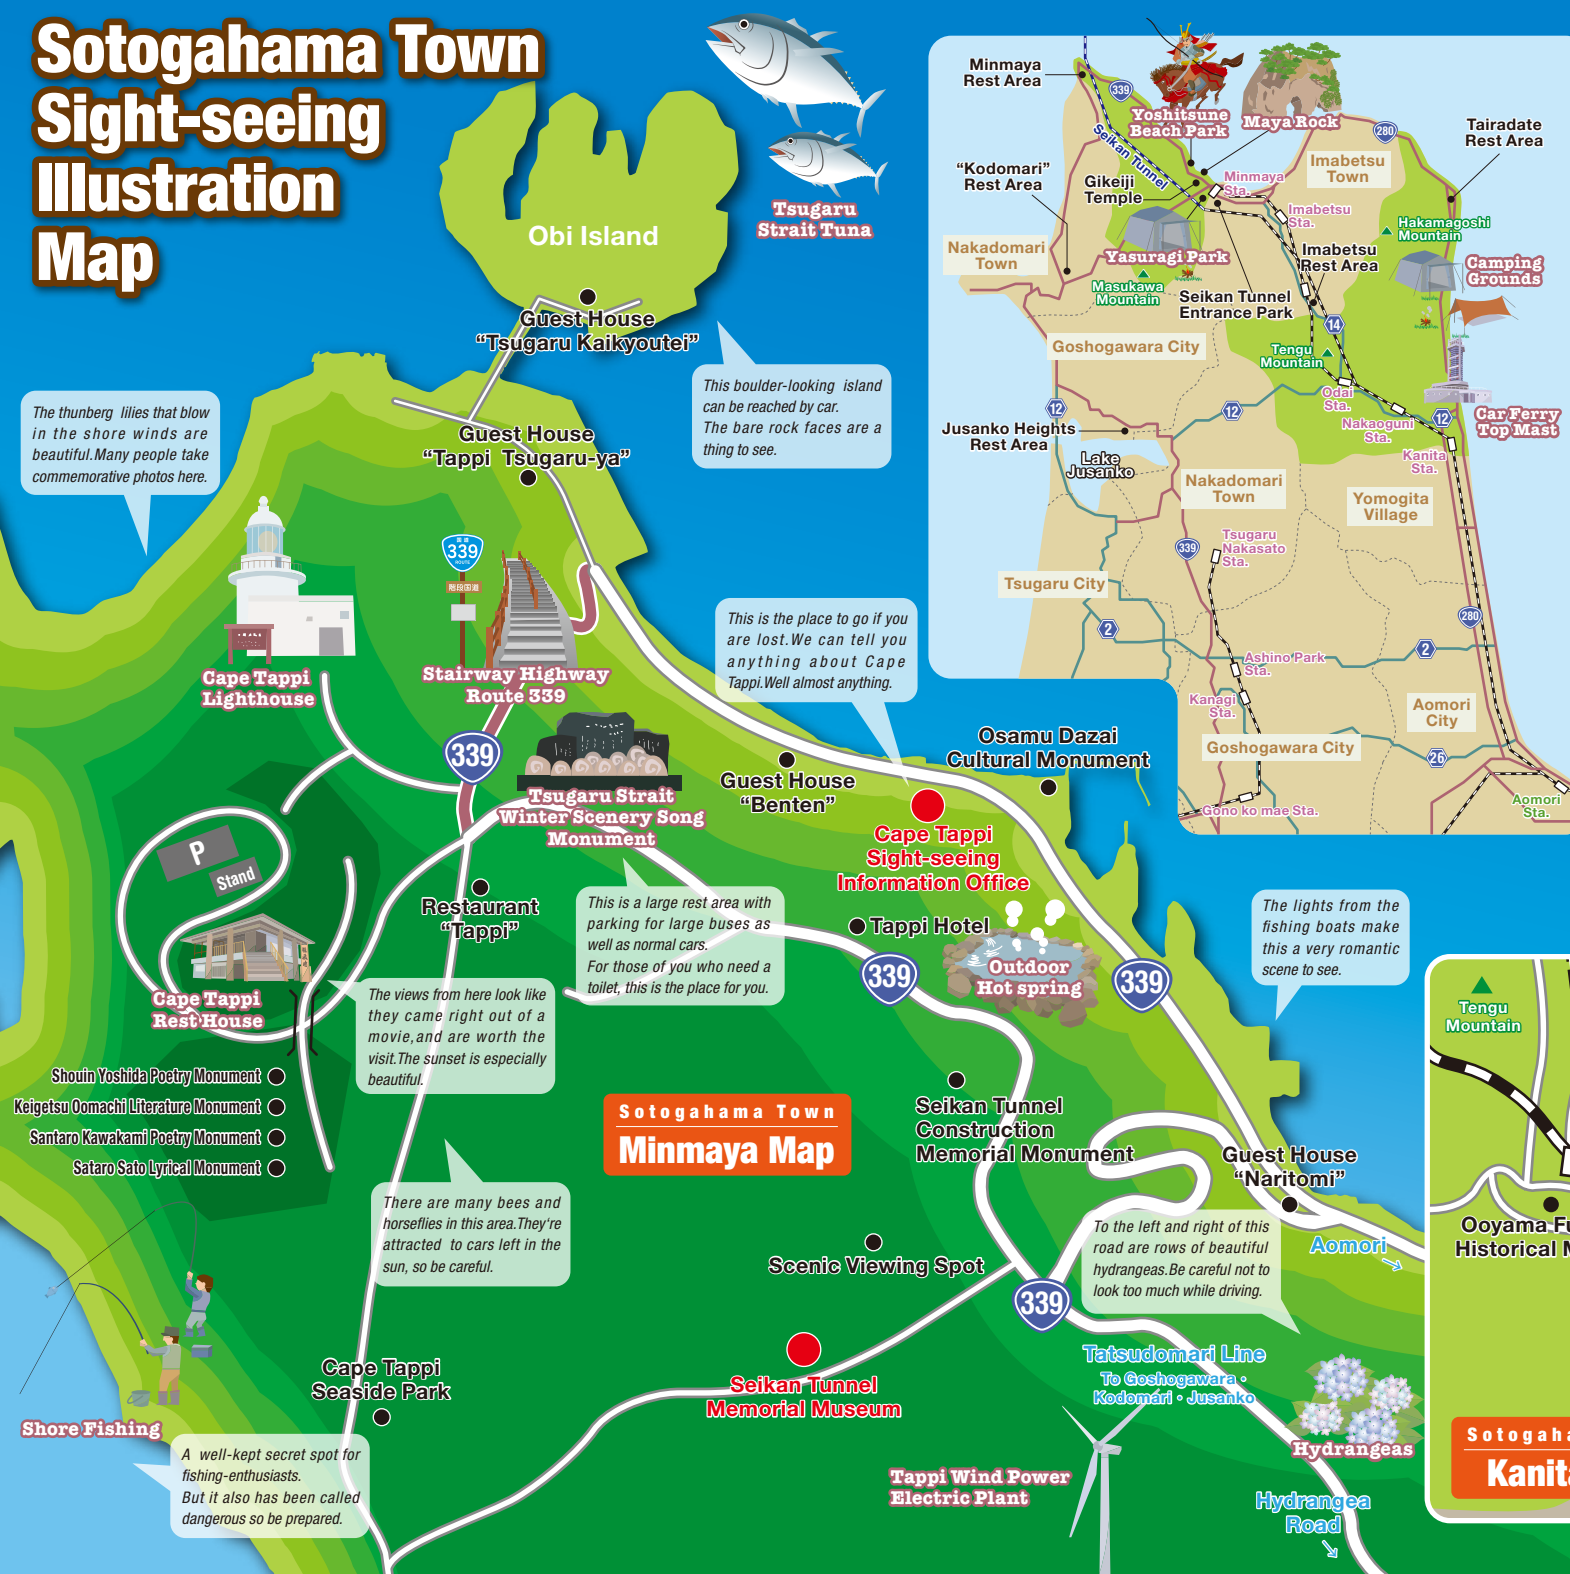 Sotogahama Town
Sight-seeing
Illustration
Map
Tsugaru
Strait Tuna
Obi Island
Guest House
“Tsugaru Kaikyoutei”
This boulder-looking island
can be reached by car.
The bare rock faces are a
thing to see.
The thunberg lilies that blow
in the shore winds are
beautiful.Many people take
commemorative photos here.
Guest House
“Tappi Tsugaru-ya”
339
ROUTE
Cape Tappi
Lighthouse
Stairway Highway
Route 339
339
This is the place to go if you
are lost.We can tell you
anything about Cape
Tappi.Well almost anything.
Tsugaru Strait
Winter Scenery Song
Monument
Guest House
“Benten”
Osamu Dazai
Cultural Monument
Cape Tappi
Sight-seeing
Information Office
P
Stand
Restaurant
“Tappi”
This is a large rest area with
parking for large buses as
well as normal cars.
For those of you who need a
toilet, this is the place for you.
Tappi Hotel
339
Outdoor
Hot spring
339
The lights from the
fishing boats make
this a very romantic
scene to see.
Cape Tappi
Rest House
The views from here look like
they came right out of a
movie,and are worth the
visit.The sunset is especially
beautiful.
Shouin Yoshida Poetry Monument
Keigetsu Oomachi Literature Monument
Santaro Kawakami Poetry Monument
Sataro Sato Lyrical Monument
Sotogahama Town
Minmaya Map
Seikan Tunnel
Construction
Memorial Monument
Guest House
“Naritomi”
There are many bees and
horseflies in this area.They're
attracted to cars left in the
sun, so be careful.
Scenic Viewing Spot
To the left and right of this
road are rows of beautiful
hydrangeas.Be careful not to
look too much while driving.
Aomori
339
Cape Tappi
Seaside Park
Seikan Tunnel
Memorial Museum
Tatsudomari Line
To Goshogawara・
Kodomari・Jusanko
Shore Fishing
A well-kept secret spot for
fishing-enthusiasts.
But it also has been called
dangerous so be prepared.
Tappi Wind Power
Electric Plant
Hydrangeas
Hydrangea
Road
Minmaya
Rest Area
339
Yoshitsune
Beach Park
Maya Rock
280
Tairadate
Rest Area
Seikan Tunnel
Imabetsu
Town
“Kodomari”
Rest Area
Gikeiji
Temple
Minmaya
Sta.
Imabetsu
Sta.
Hakamagoshi
Mountain
Nakadomari
Town
Yasuragi Park
Imabetsu
Rest Area
Camping
Grounds
Masukawa
Mountain
Seikan Tunnel
Entrance Park
14
Goshogawara City
Tengu
Mountain
Odai
Sta.
12
12
Nakaoguni
Sta.
12
Car Ferry
Top Mast
Jusanko Heights
Rest Area
Kanita
Sta.
Lake
Jusanko
Nakadomari
Town
Yomogita
Village
339
Tsugaru
Nakasato
Sta.
Tsugaru City
280
2
2
Ashino Park
Sta.
Kanagi
Sta.
Aomori
City
Goshogawara City
26
Gono ko mae Sta.
Aomori
Sta.
Tengu
Mountain
Ooyama
Historical
Kanita